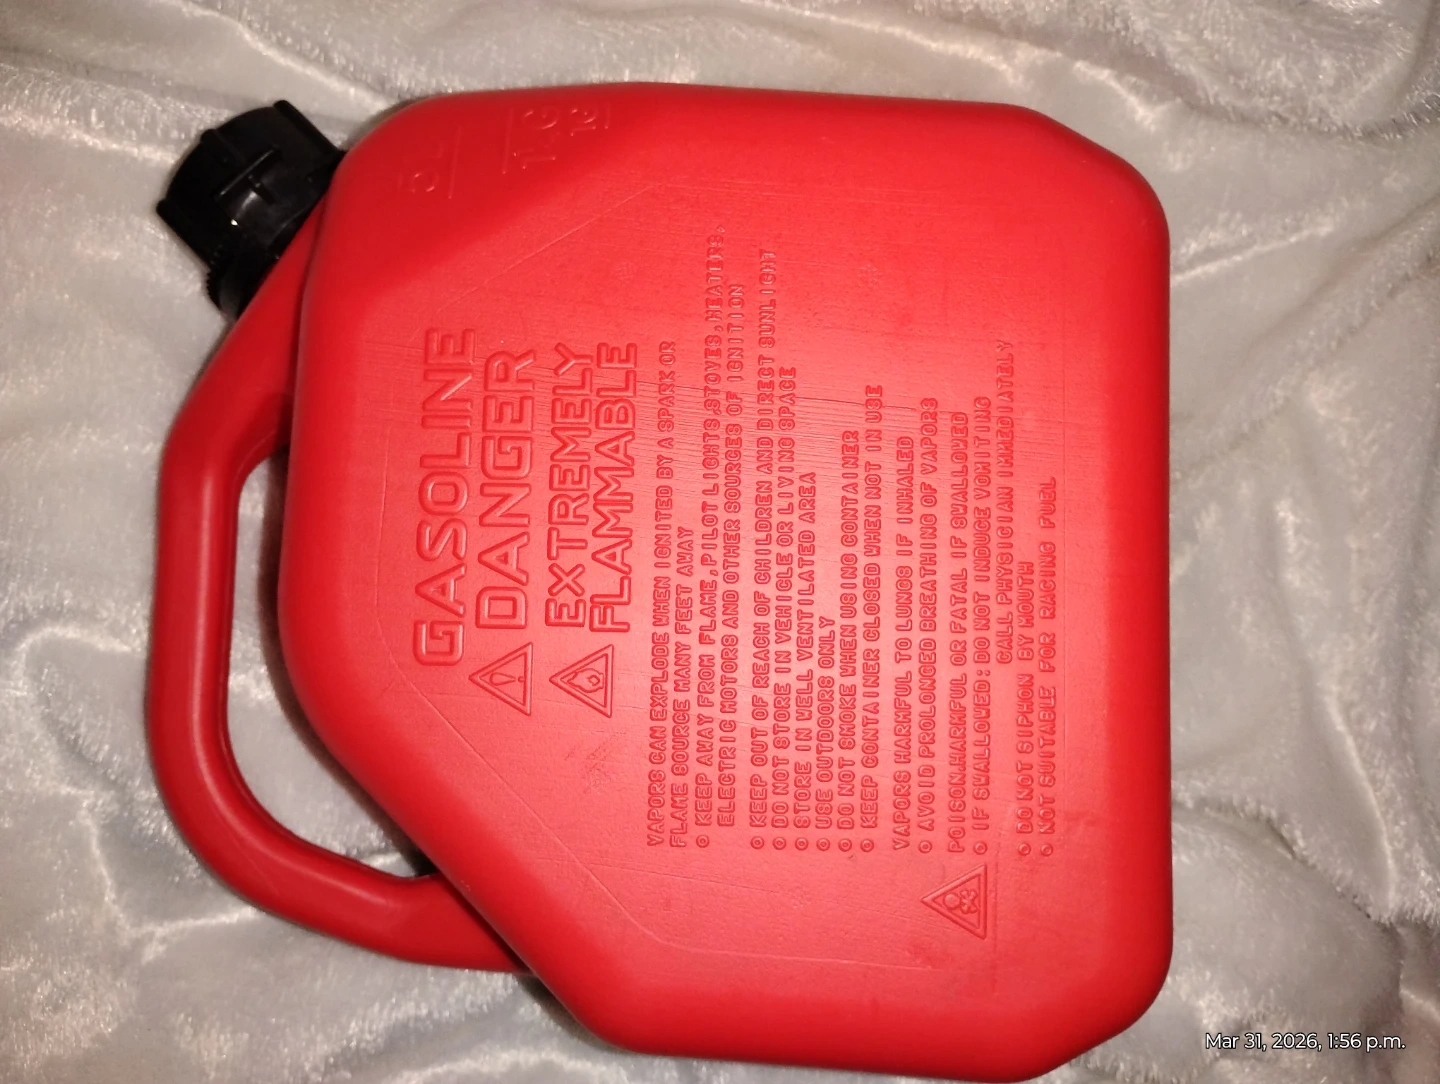 5 L
GASOLINE
DANGER
EXTREMELY
FLAMMABLE
VAPORS CAN EXPLODE WHEN IGNITED BY A SPARK OR
FLAME SOURCE MANY FEET AWAY
KEEP AWAY FROM FLAME, PILOT LIGHTS, STOVES, HEATERS,
ELECTRIC MOTORS AND OTHER SOURCES OF IGNITION
KEEP OUT OF REACH OF CHILDREN AND DIRECT SUNLIGHT
DO NOT STORE IN VEHICLE OR LIVING SPACE
STORE IN WELL VENTILATED AREA
USE OUTDOORS ONLY
DO NOT SMOKE WHEN USING CONTAINER
KEEP CONTAINER CLOSED WHEN NOT IN USE
VAPORS HARMFUL TO LUNGS IF INHALED
AVOID PROLONGED BREATHING OF VAPORS
POISON.HARMFUL OR FATAL IF SWALLOWED
IF SWALLOWED: DO NOT INDUCE VOMITING
CALL PHYSICIAN IMMEDIATELY
DO NOT SIPHON BY MOUTH
NOT SUITABLE FOR RACING FUEL
Mar 31, 2026, 1:56 p.m.